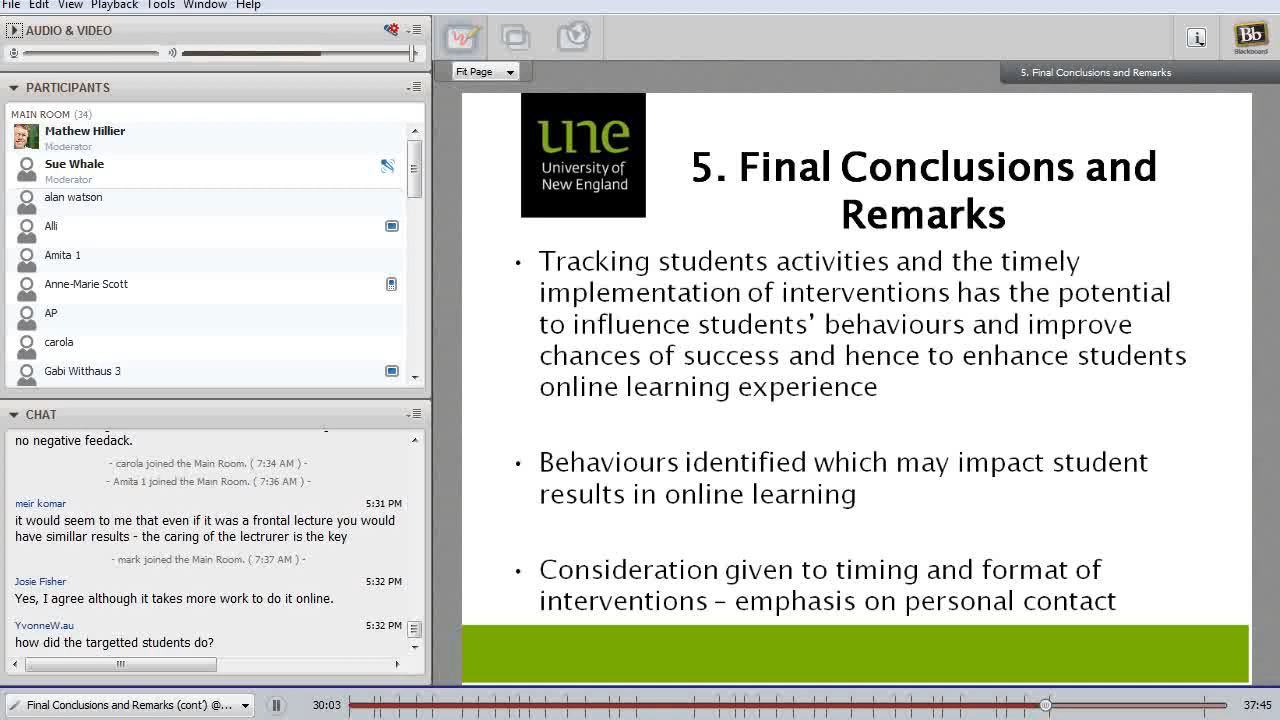 File Edit View Playback Tools Window Help
AUDIO & VIDEO
PARTICIPANTS
MAIN ROOM (34)
Mathew Hillier
Moderator
Sue Whale
Moderator
alan watson
Alli
Amita 1
Anne-Marie Scott
AP
carola
Gabi Witthaus 3
CHAT
no negative feedack.
- carola joined the Main Room. ( 7:34 AM ) -
- Amita 1 joined the Main Room. ( 7:36 AM ) -
meir komar 5:31 PM
it would seem to me that even if it was a frontal lecture you would
have simillar results - the caring of the lectrurer is the key
- mark joined the Main Room. ( 7:37 AM ) -
Josie Fisher 5:32 PM
Yes, I agree although it takes more work to do it online.
YvonneW.au 5:32 PM
how did the targetted students do?
Fit Page
Bb
Blackboard
5. Final Conclusions and Remarks
une
University of
New England
5. Final Conclusions and
Remarks
• Tracking students activities and the timely
implementation of interventions has the potential
to influence students’ behaviours and improve
chances of success and hence to enhance students
online learning experience
• Behaviours identified which may impact student
results in online learning
• Consideration given to timing and format of
interventions – emphasis on personal contact
Final Conclusions and Remarks (cont') @... 30:03 37:45